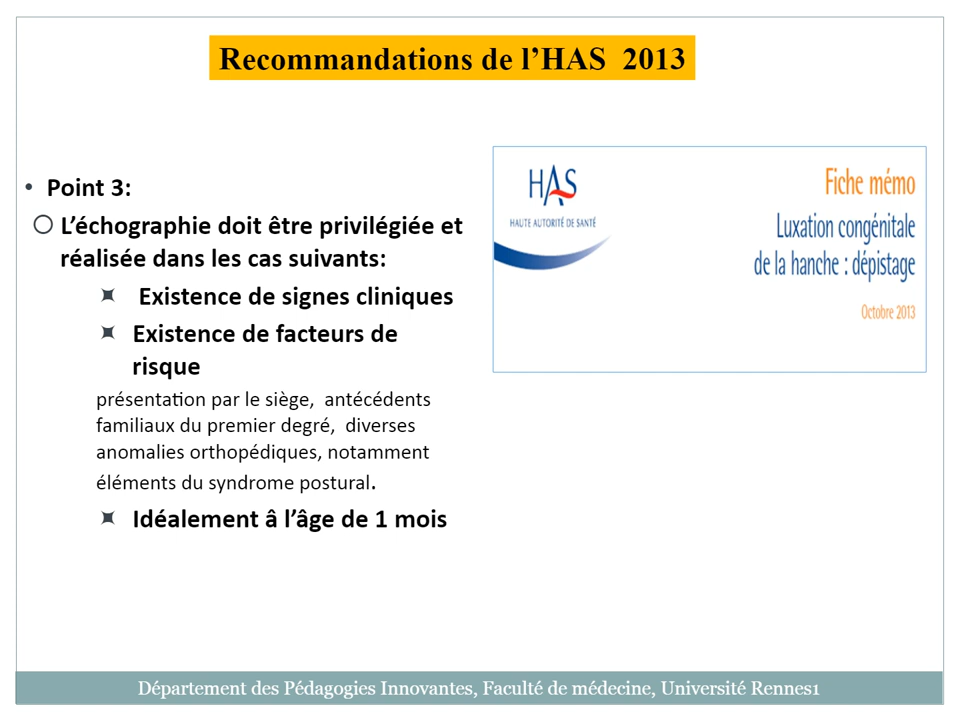 Recommandations de l’HAS 2013
• Point 3:
L’échographie doit être privilégiée et
réalisée dans les cas suivants:
Existence de signes cliniques
Existence de facteurs de
risque
présentation par le siège, antécédents
familiaux du premier degré, diverses
anomalies orthopédiques, notamment
éléments du syndrome postural.
Idéalement â l’âge de 1 mois
HAS
HAUTE AUTORITÉ DE SANTÉ
Fiche mémo
Luxation congénitale
de la hanche : dépistage
Octobre 2013
Département des Pédagogies Innovantes, Faculté de médecine, Université Rennes1